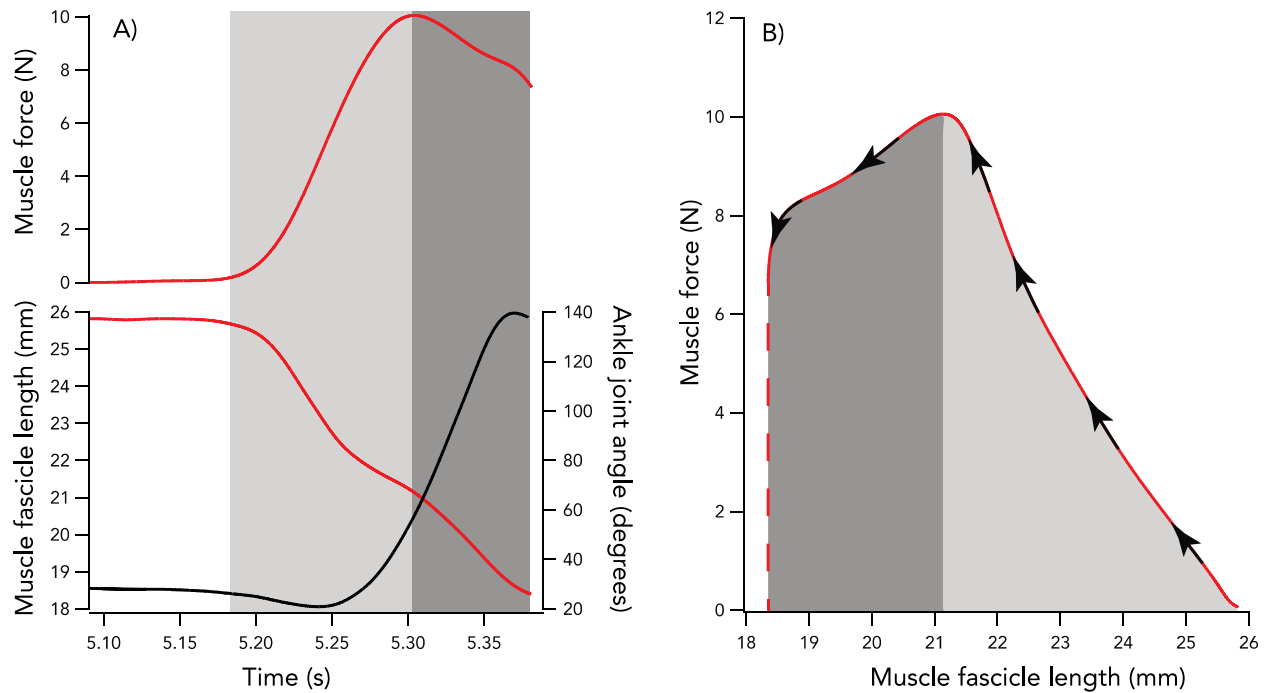 A)
Muscle force (N)
10
8
6
4
2
0
Muscle fascicle length (mm)
26
25
24
23
22
21
20
19
18
140
120
100
80
60
40
20
Ankle joint angle (degrees)
5.10 5.15 5.20 5.25 5.30 5.35
Time (s)
B)
Muscle force (N)
12
10
8
6
4
2
0
18 19 20 21 22 23 24 25 26
Muscle fascicle length (mm)